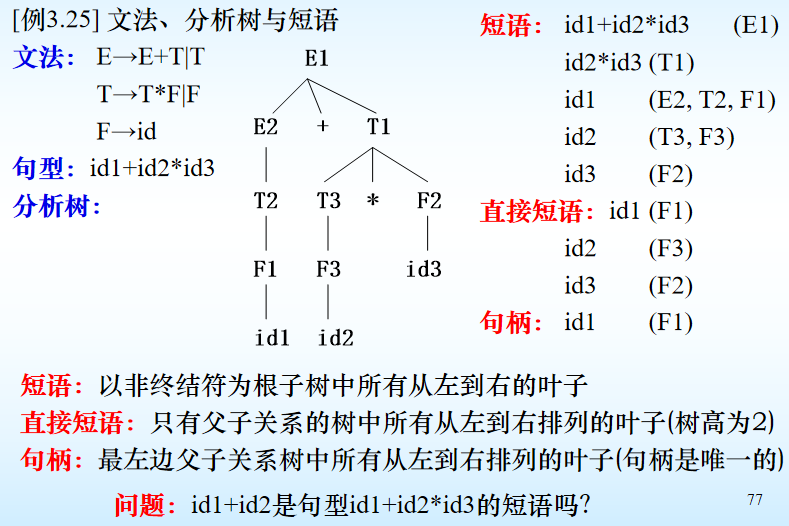 [例3.25] 文法、分析树与短语
文法： E→E+T|T
T→T*F|F
F→id
句型：id1+id2*id3
分析树：
E1
E2 + T1
T2 T3 * F2
F1 F3 id3
id1 id2
短语： id1+id2*id3 (E1)
id2*id3 (T1)
id1 (E2, T2, F1)
id2 (T3, F3)
id3 (F2)
直接短语：id1 (F1)
id2 (F3)
id3 (F2)
句柄： id1 (F1)
短语：以非终结符为根子树中所有从左到右的叶子
直接短语：只有父子关系的树中所有从左到右排列的叶子(树高为2)
句柄：最左边父子关系树中所有从左到右排列的叶子(句柄是唯一的)
问题：id1+id2是句型id1+id2*id3的短语吗?
77